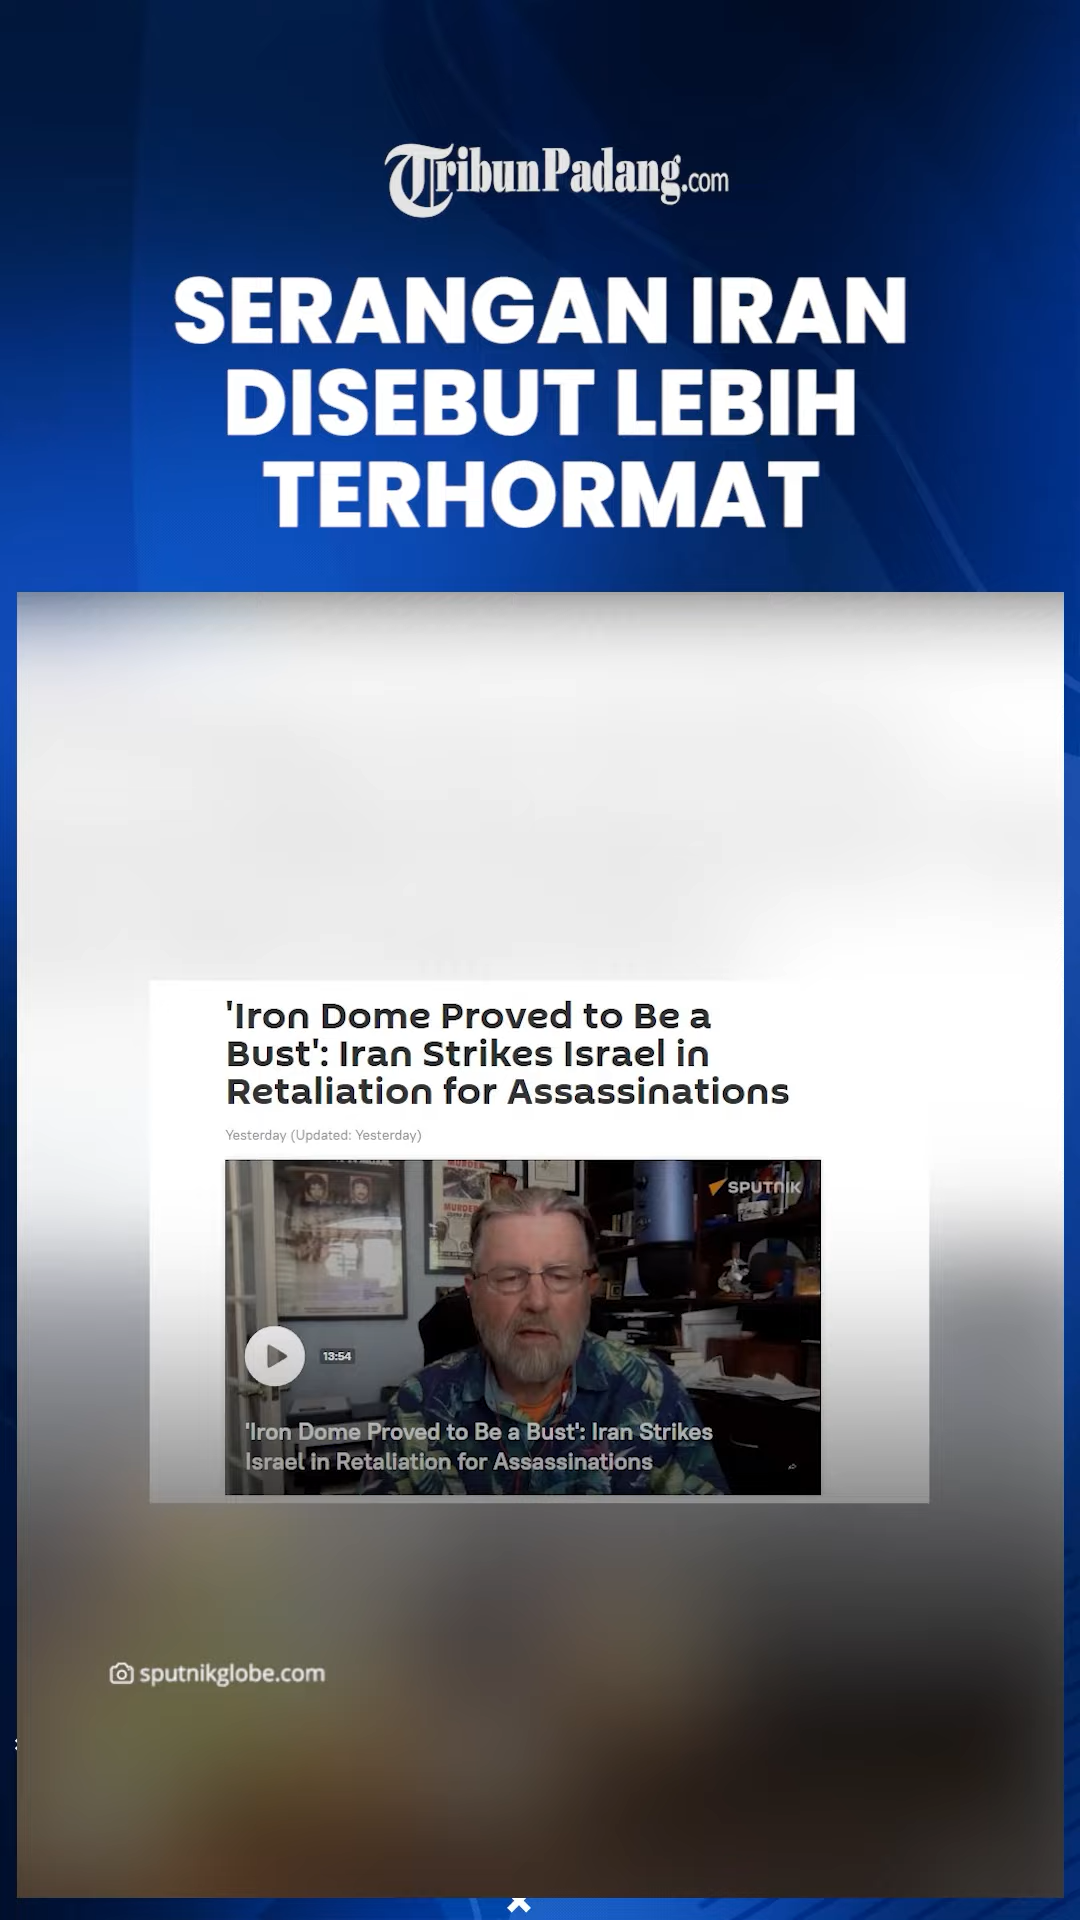 TribunPadang.com
SERANGAN IRAN
DISEBUT LEBIH
TERHORMAT
'Iron Dome Proved to Be a
Bust': Iran Strikes Israel in
Retaliation for Assassinations
Yesterday (Updated: Yesterday)
SPUTNIK
MURDER
MURDER
13:54
'Iron Dome Proved to Be a Bust': Iran Strikes
Israel in Retaliation for Assassinations
sputnikglobe.com